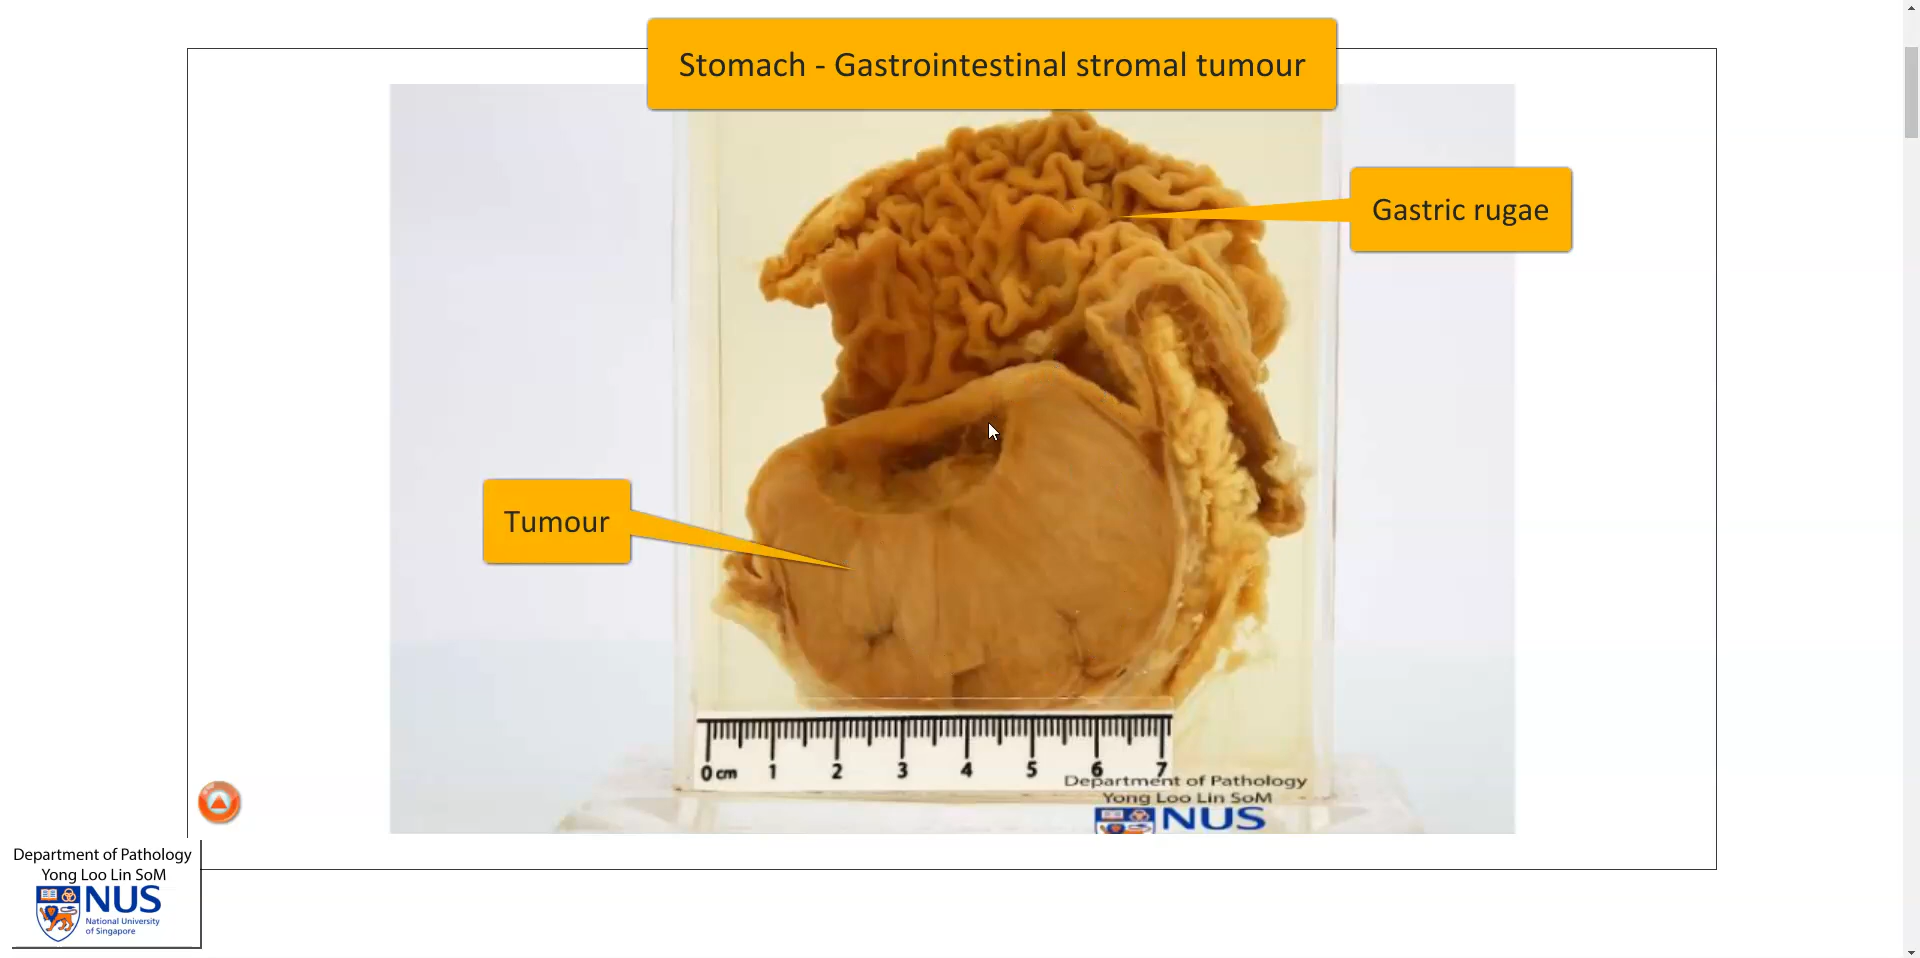 Stomach - Gastrointestinal stromal tumour
Gastric rugae
Tumour
0 cm 1 2 3 4 5 6 7
Department of Pathology
Yong Loo Lin SoM
NUS
Department of Pathology
Yong Loo Lin SoM
NUS
National University
of Singapore